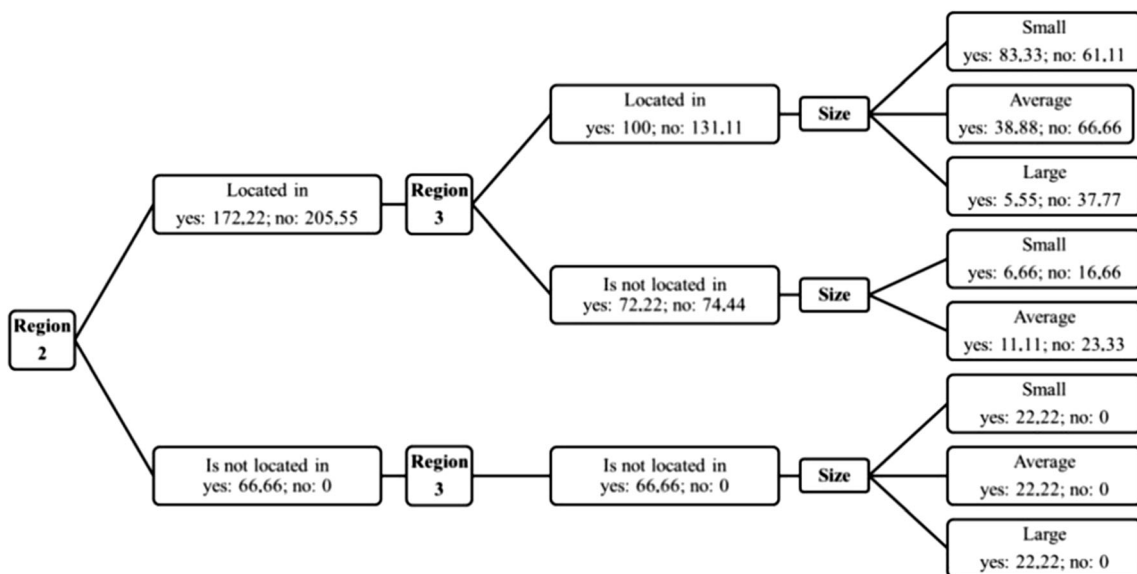 Small
yes: 83.33; no: 61.11
Located in
yes: 100; no: 131.11
Size
Average
yes: 38.88; no: 66.66
Large
yes: 5.55; no: 37.77
Located in
yes: 172.22; no: 205.55
Region
3
Small
yes: 6.66; no: 16.66
Is not located in
yes: 72.22; no: 74.44
Size
Average
yes: 11.11; no: 23.33
Region
2
Small
yes: 22.22; no: 0
Is not located in
yes: 66.66; no: 0
Region
3
Is not located in
yes: 66.66; no: 0
Size
Average
yes: 22.22; no: 0
Large
yes: 22.22; no: 0